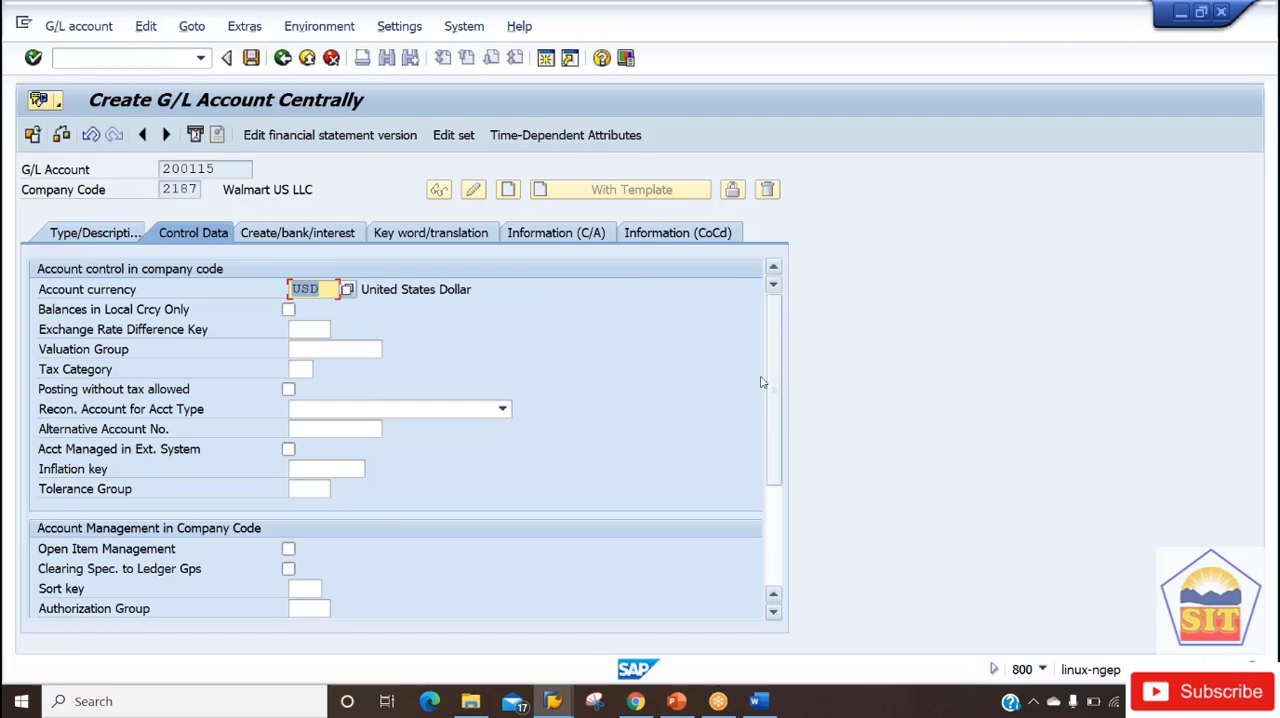 G/L account Edit Goto Extras Environment Settings System Help
Create G/L Account Centrally
Edit financial statement version Edit set Time-Dependent Attributes
G/L Account 200115
Company Code 2187 Walmart US LLC With Template
Type/Descripti... Control Data Create/bank/interest Key word/translation Information (C/A) Information (CoCd)
Account control in company code
Account currency USD United States Dollar
Balances in Local Crcy Only
Exchange Rate Difference Key
Valuation Group
Tax Category
Posting without tax allowed
Recon. Account for Acct Type
Alternative Account No.
Acct Managed in Ext. System
Inflation key
Tolerance Group
Account Management in Company Code
Open Item Management
Clearing Spec. to Ledger Gps
Sort key
Authorization Group
SIT
SAP 800 linux-ngep
Search 17 Subscribe